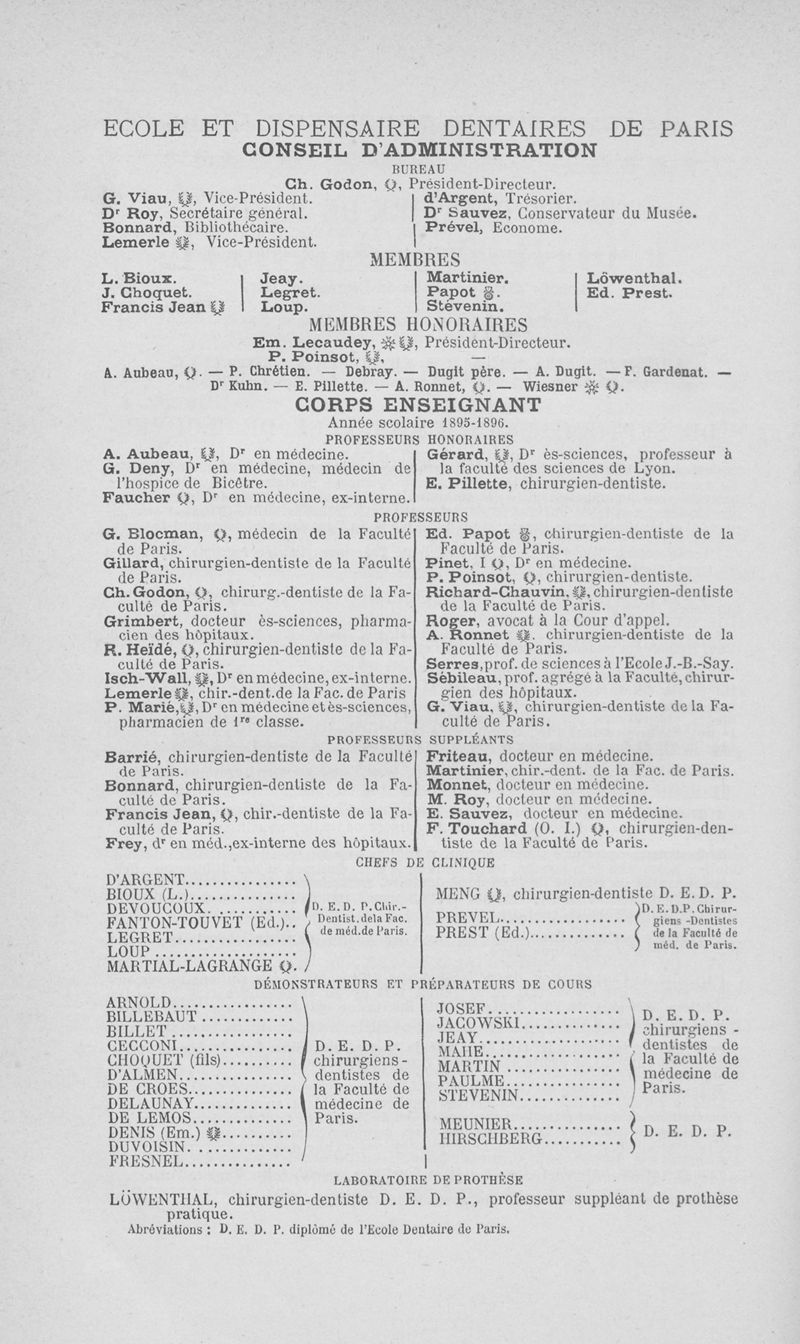 ECOLE ET DISPENSAIRE DENTAIRES DE PARIS
CONSEIL D'ADMINISTRATION
BUREAU
Ch. Godon, Président-Directeur.
G. Viau, Vice-Président.
Dr Roy, Secrétaire général.
Bonnard, Bibliothécaire.
Lemerle, Vice-Président.
d'Argent, Trésorier.
Dr Sauvez, Conservateur du Musée.
Prével, Econome.
MEMBRES
L. Bioux.
J. Choquet.
Francis Jean
Jeay.
Legret.
Loup.
Martinier.
Papot.
Stévenin.
Löwenthal.
Ed. Prest.
MEMBRES HONORAIRES
Em. Lecaudey, Président-Directeur.
P. Poinsot, —
A. Aubeau, — P. Chrétien. — Debray. — Dugit père. — A. Dugit. — F. Gardenat. —
Dr Kuhn. — E. Pillette. — A. Ronnet, — Wiesner
CORPS ENSEIGNANT
Année scolaire 1895-1896.
PROFESSEURS HONORAIRES
A. Aubeau, Dr en médecine.
G. Deny, Dr en médecine, médecin de
l'hospice de Bicêtre.
Faucher, Dr en médecine, ex-interne.
Gérard, Dr ès-sciences, professeur à
la faculté des sciences de Lyon.
E. Pillette, chirurgien-dentiste.
PROFESSEURS
G. Blocman, médecin de la Faculté
de Paris.
Gillard, chirurgien-dentiste de la Faculté
de Paris.
Ch. Godon, chirurg.-dentiste de la Fa-
culté de Paris.
Grimbert, docteur ès-sciences, pharma-
cien des hôpitaux.
R. Heïdé, chirurgien-dentiste de la Fa-
culté de Paris.
Isch-Wall, Dr en médecine, ex-interne.
Lemerle, chir.-dent. de la Fac. de Paris
P. Marié, Dr en médecine et ès-sciences,
pharmacien de 1re classe.
Ed. Papot, chirurgien-dentiste de la
Faculté de Paris.
Pinet, I, Dr en médecine.
P. Poinsot, chirurgien-dentiste.
Richard-Chauvin, chirurgien-dentiste
de la Faculté de Paris.
Roger, avocat à la Cour d'appel.
A. Ronnet. chirurgien-dentiste de la
Faculté de Paris.
Serres, prof. de sciences à l'Ecole J.-B.-Say.
Sébileau, prof. agrégé à la Faculté, chirur-
gien des hôpitaux.
G. Viau, chirurgien-dentiste de la Fa-
culté de Paris.
PROFESSEURS SUPPLÉANTS
Barrié, chirurgien-dentiste de la Faculté
de Paris.
Bonnard, chirurgien-dentiste de la Fa-
culté de Paris.
Francis Jean, chir.-dentiste de la Fa-
culté de Paris.
Frey, dr en méd., ex-interne des hôpitaux.
Friteau, docteur en médecine.
Martinier, chir.-dent. de la Fac. de Paris.
Monnet, docteur en médecine.
M. Roy, docteur en médecine.
E. Sauvez, docteur en médecine.
F. Touchard (O. I.), chirurgien-den-
tiste de la Faculté de Paris.
CHEFS DE CLINIQUE
D'ARGENT
BIOUX (L.)
DEVOUCOUX
FANTON-TOUVET (Ed.)
LEGRET
LOUP
MARTIAL-LAGRANGE
D. E. D. P. Chir.-
Dentist. de la Fac.
de méd. de Paris.
MENG, chirurgien-dentiste D. E. D. P.
PREVEL
PREST (Ed.)
D. E. D. P. Chirur-
giens-Dentistes
de la Faculté de
méd. de Paris.
DÉMONSTRATEURS ET PRÉPARATEURS DE COURS
ARNOLD
BILLEBAUT
BILLET
CECCONI
CHOQUET (fils)
D'ALMEN
DE CROES
DELAUNAY
DE LEMOS
DENIS (Em.)
DUVOISIN
FRESNEL
D. E. D. P.
chirurgiens-
dentistes de
la Faculté de
médecine de
Paris.
JOSEF
JACOWSKI
JEAY
MAHE
MARTIN
PAULME
STEVENIN
D. E. D. P.
chirurgiens-
dentistes de
la Faculté de
médecine de
Paris.
MEUNIER
HIRSCHBERG
D. E. D. P.
LABORATOIRE DE PROTHÈSE
LÖWENTHAL, chirurgien-dentiste D. E. D. P., professeur suppléant de prothèse
pratique.
Abréviations : D. E. D. P. diplômé de l'Ecole Dentaire de Paris.